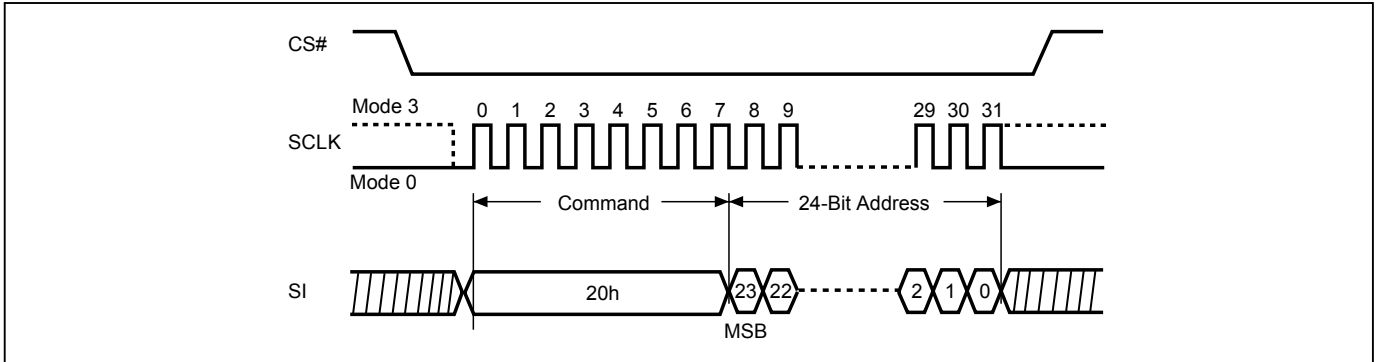 CS#
Mode 3
0 1 2 3 4 5 6 7 8 9 29 30 31
SCLK
Mode 0
Command 24-Bit Address
SI 20h 23 22 2 1 0
MSB